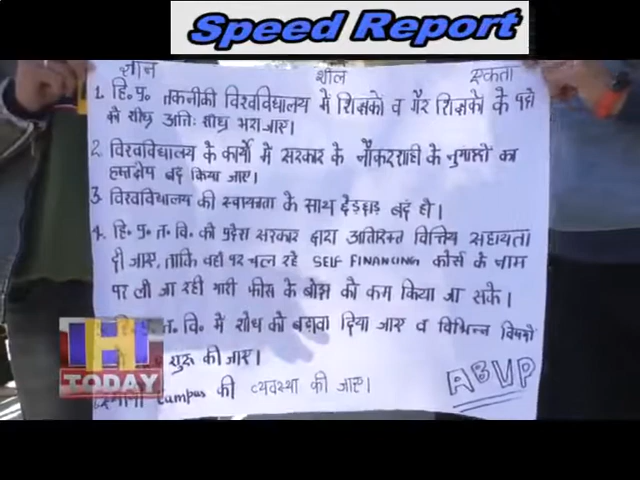 Speed Report
ज्ञान शील एकता
1. हि॰ प्र॰ तकनीकी विश्वविद्यालय में शिक्षकों व गैर शिक्षकों के पदों
को शीघ्र अतिः शीघ्र भरा जाए।
2. विश्वविद्यालय के कार्यों में सरकार के नौकरशाही के नुमाइंदों का
हस्तक्षेप बंद किया जाए।
3. विश्वविद्यालय की स्वायत्तता के साथ छेड़छाड़ बंद हो।
4. हि॰ प्र॰ त॰ वि॰ को प्रदेश सरकार द्वारा अतिरिक्त वित्तिय सहायता
दी जाए, ताकि वहाँ पर चल रहे SELF FINANCING कोर्स के नाम
पर ली जा रही भारी फीस के बोझ को कम किया जा सके।
त॰ वि॰ में शोध को बढ़ावा दिया जाए व विभिन्न विषयों
शुरू की जाए।
campus की व्यवस्था की जाए।
ABVP
H
TODAY